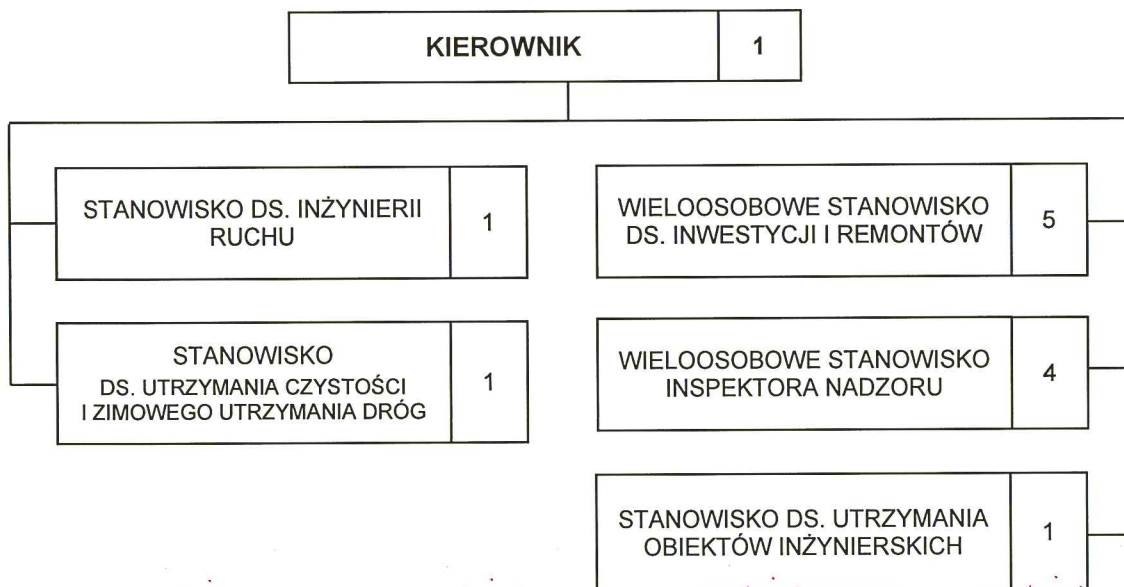 KIEROWNIK 1
STANOWISKO DS. INŻYNIERII
RUCHU
1
STANOWISKO
DS. UTRZYMANIA CZYSTOŚCI
I ZIMOWEGO UTRZYMANIA DRÓG
1
WIELOOSOBOWE STANOWISKO
DS. INWESTYCJI I REMONTÓW
5
WIELOOSOBOWE STANOWISKO
INSPEKTORA NADZORU
4
STANOWISKO DS. UTRZYMANIA
OBIEKTÓW INŻYNIERSKICH
1